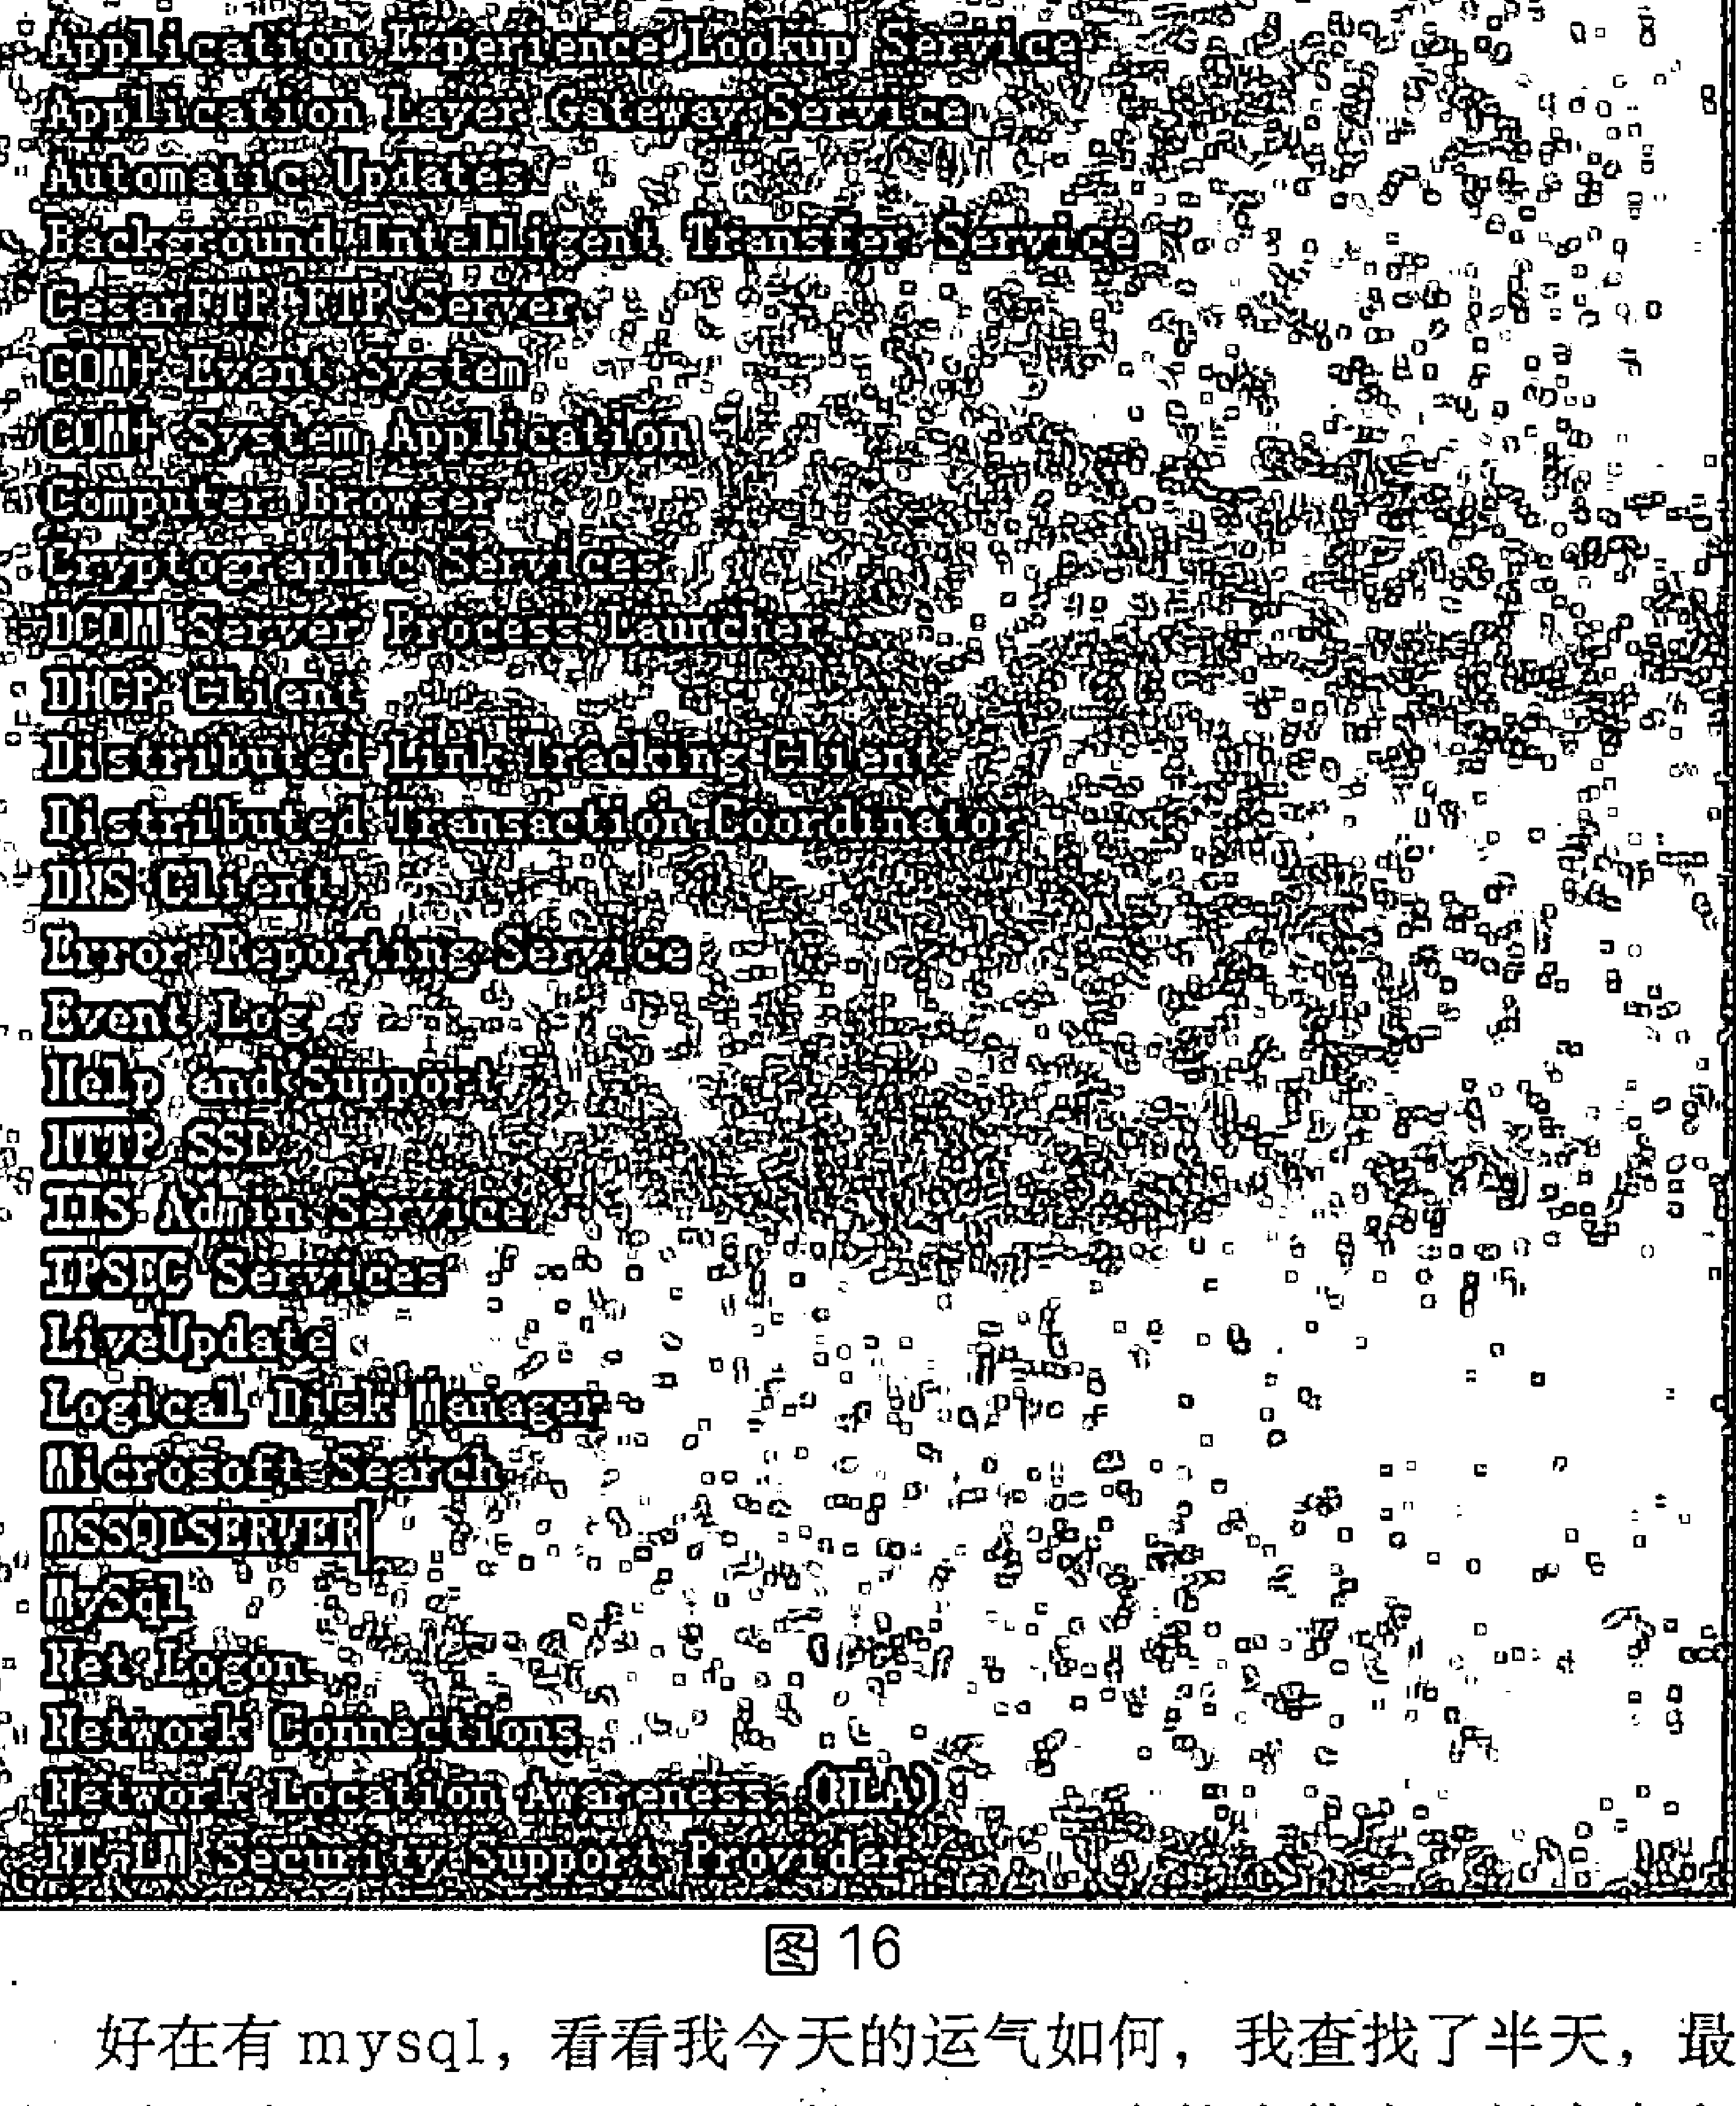 Application Experience Lookup Service
Application Layer Gateway Service
Automatic Updates
Background Intelligent Transfer Service
CesarFTP FTP Server
COM+ Event System
COM+ System Application
Computer Browser
Cryptographic Services
DCOM Server Process Launcher
DHCP Client
Distributed Link Tracking Client
Distributed Transaction Coordinator
DNS Client
Error Reporting Service
Event Log
Help and Support
HTTP SSL
IIS Admin Service
IPSEC Services
LiveUpdate
Logical Disk Manager
Microsoft Search
MSSQLSERVER
MySql
Net Logon
Network Connections
Network Location Awareness (NLA)
NT LM Security Support Provider
图 16
好在有mysql，看看我今天的运气如何，我查找了半天，最